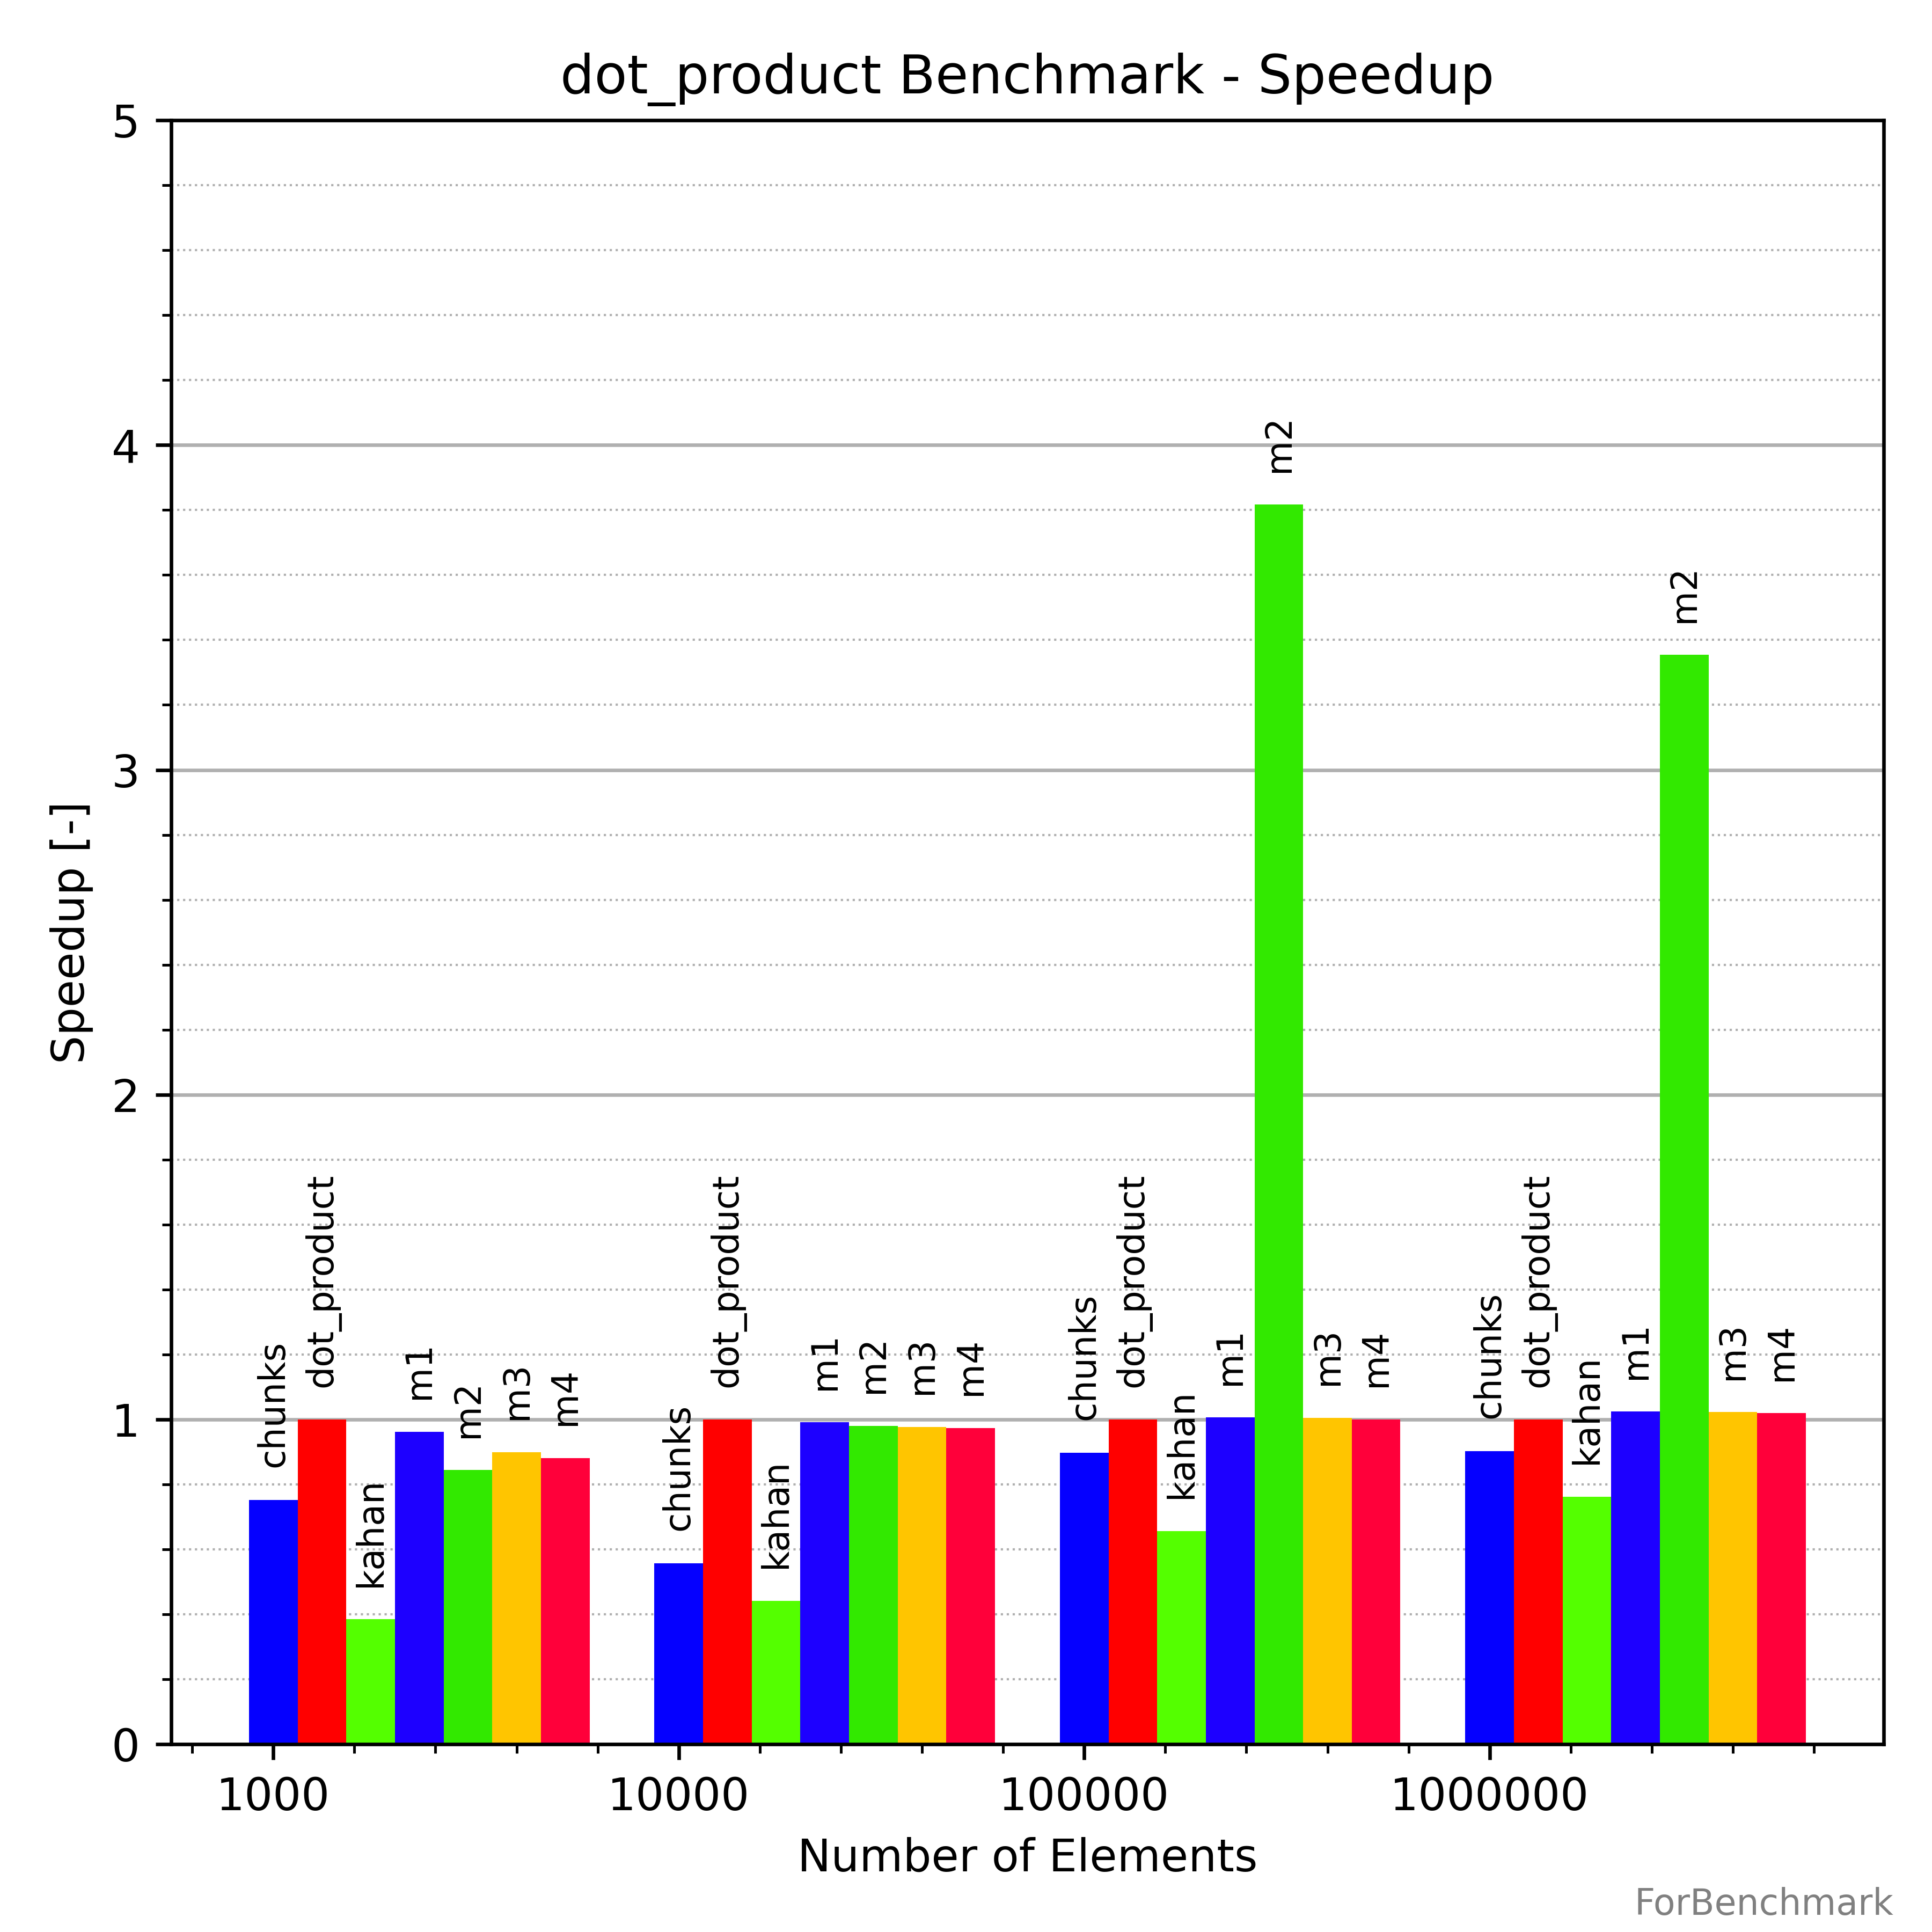 dot_product Benchmark - Speedup
Speedup [-]
5
4
3
2
1
0
chunks
dot_product
kahan
m1
m2
m3
m4
chunks
dot_product
kahan
m1
m2
m3
m4
chunks
dot_product
kahan
m1
m2
m3
m4
chunks
dot_product
kahan
m1
m2
m3
m4
1000
10000
100000
1000000
Number of Elements
ForBenchmark